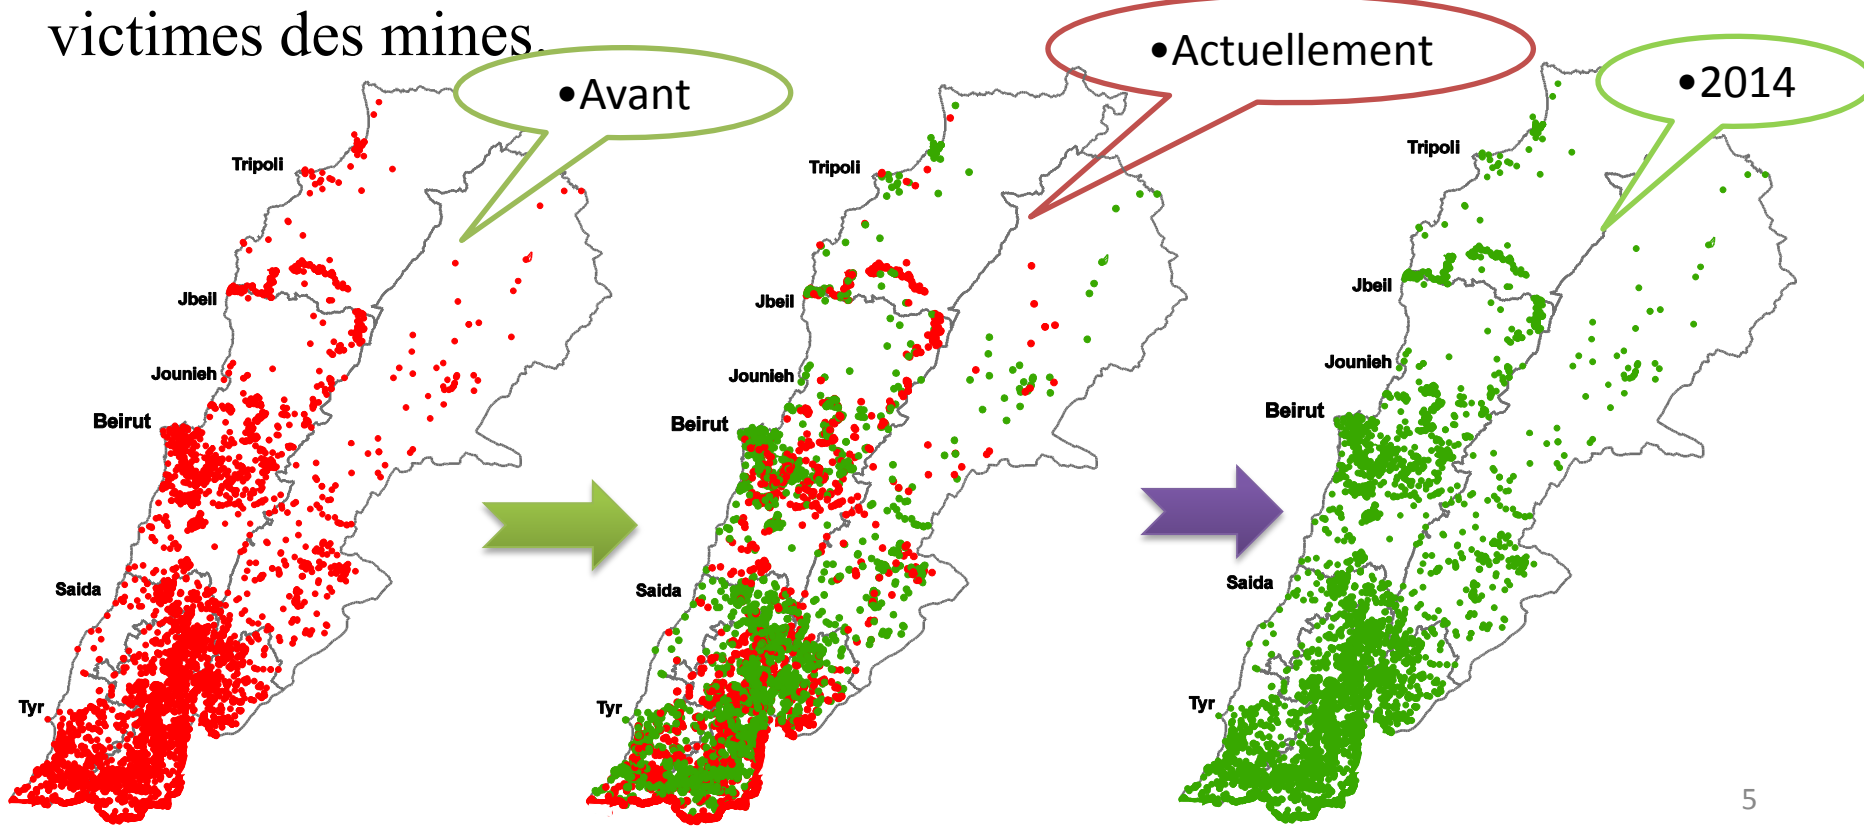 victimes des mines.
•Avant
•Actuellement
•2014
Tripoli
Jbeil
Jounieh
Beirut
Saida
Tyr
Tripoli
Jbeil
Jounieh
Beirut
Saida
Tyr
Tripoli
Jbeil
Jounieh
Beirut
Saida
Tyr
5